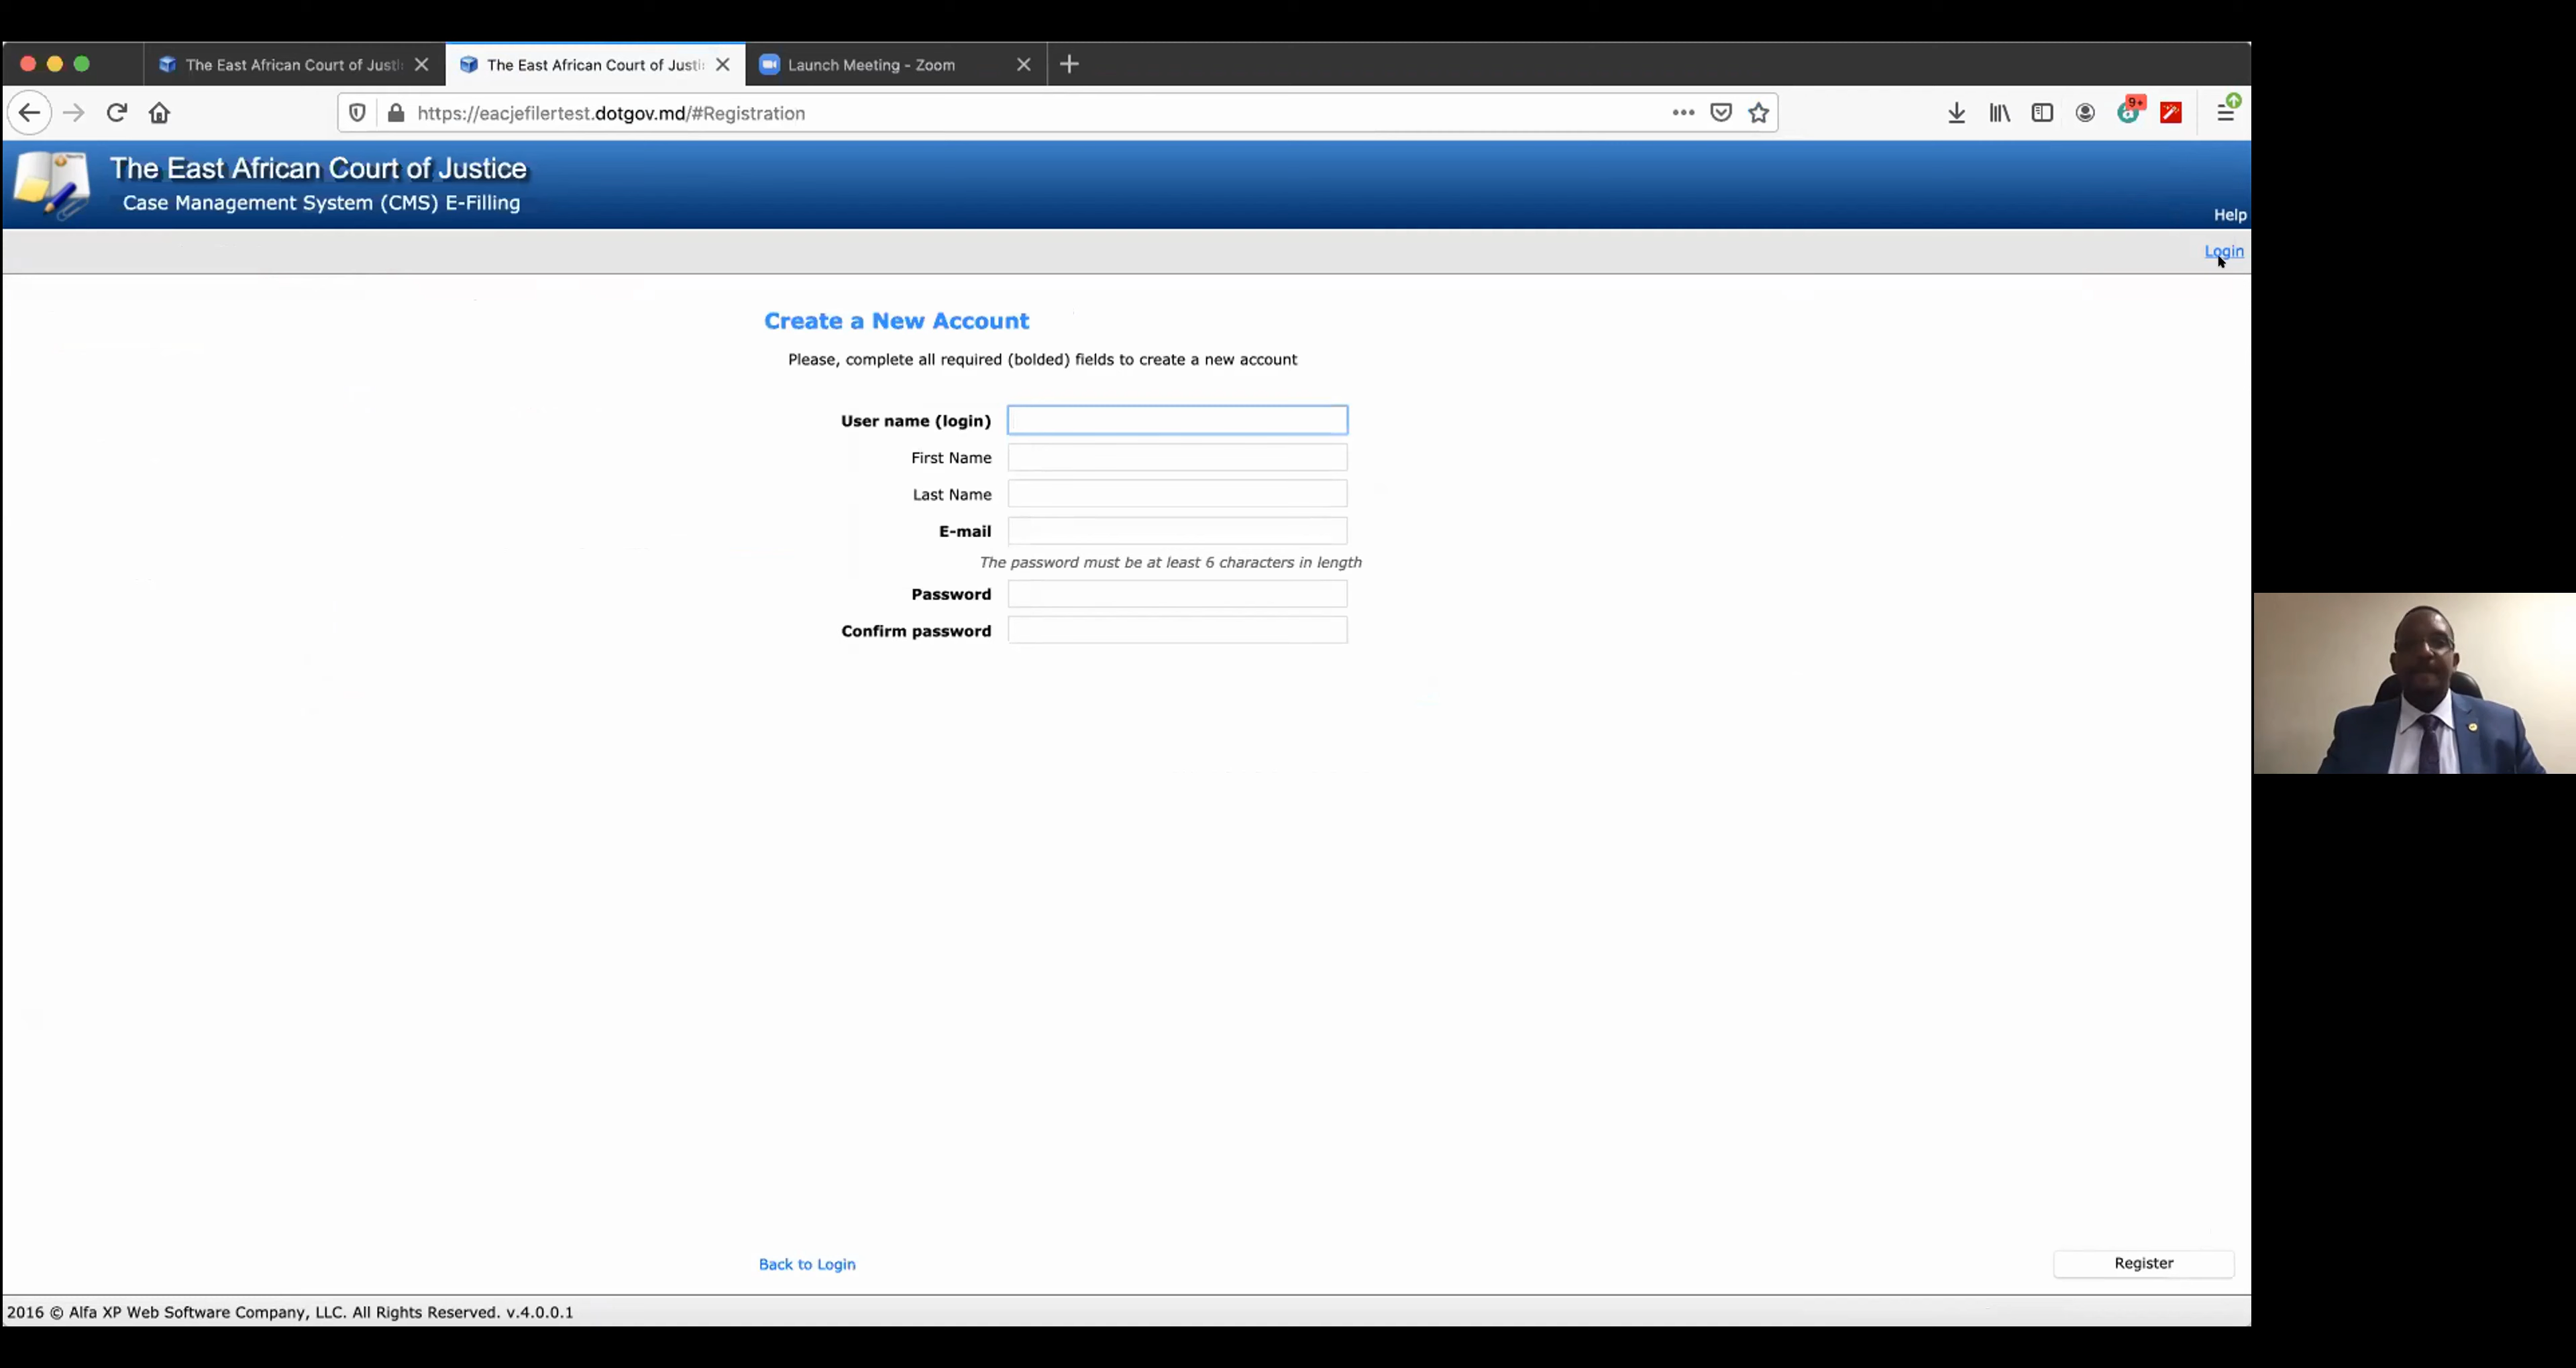 The East African Court of Justi
The East African Court of Justi
Launch Meeting - Zoom
https://eacjefilertest.dotgov.md/#Registration
9+
The East African Court of Justice
Case Management System (CMS) E-Filling
Help
Login
Create a New Account
Please, complete all required (bolded) fields to create a new account
User name (login)
First Name
Last Name
E-mail
The password must be at least 6 characters in length
Password
Confirm password
Back to Login
Register
2016 © Alfa XP Web Software Company, LLC. All Rights Reserved. v.4.0.0.1